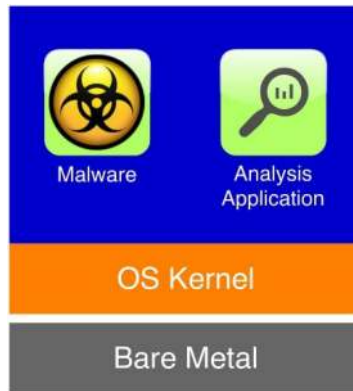 Malware
Analysis
Application
OS Kernel
Bare Metal